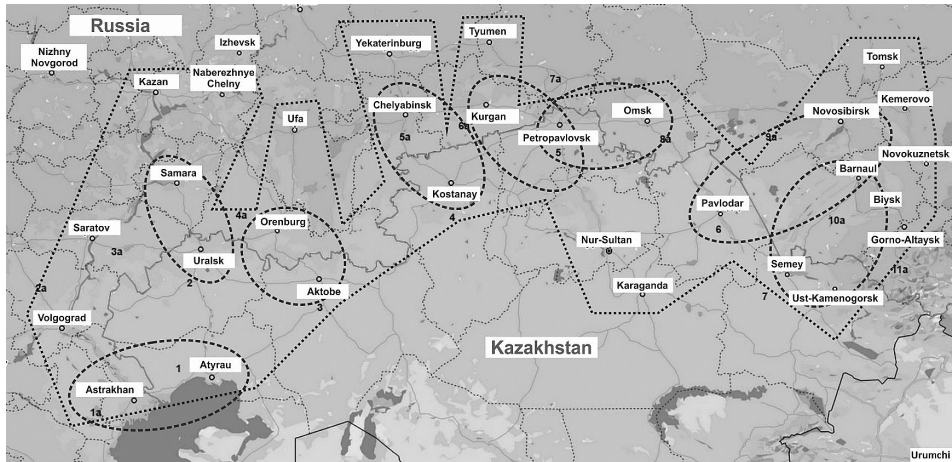 Russia
Tyumen
Izhevsk
Yekaterinburg
Nizhny
Novgorod
Tomsk
Kazan
Naberezhnye
Chelny
7a
Chelyabinsk
Kurgan
Omsk
Novosibirsk
Kemerovo
Ufa
6a
5a
Petropavlovsk
8a
9a
5
Novokuznetsk
Samara
Barnaul
Kostanay
Biysk
Pavlodar
4a
4
Orenburg
10a
Saratov
6
3a
Nur-Sultan
Gorno-Altaysk
Uralsk
Semey
11a
2
2a
Aktobe
Karaganda
7
Ust-Kamenogorsk
3
Volgograd
Kazakhstan
Atyrau
1
Astrakhan
1a
Urumchi